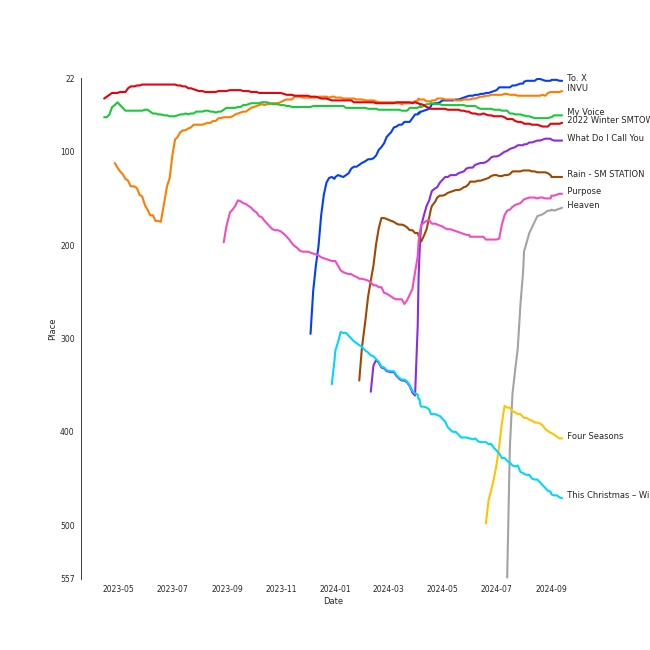 22
100
200
300
400
500
557
Place
2023-05
2023-07
2023-09
2023-11
2024-01
2024-03
2024-05
2024-07
2024-09
Date
To. X
INVU
My Voice
2022 Winter SMTOW
What Do I Call You
Rain - SM STATION
Purpose
Heaven
Four Seasons
This Christmas – Wi